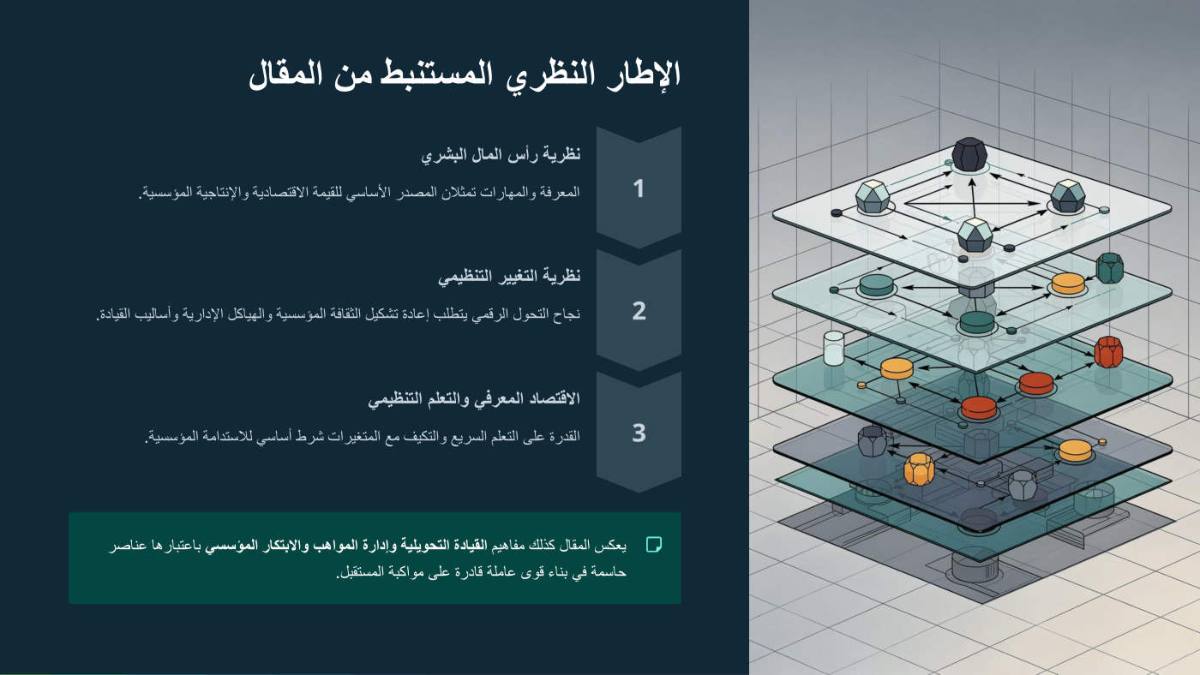 الإطار النظري المستنبط من المقال
1
نظرية رأس المال البشري
المعرفة والمهارات تمثلان المصدر الأساسي للقيمة الاقتصادية والإنتاجية المؤسسية.
2
نظرية التغيير التنظيمي
نجاح التحول الرقمي يتطلب إعادة تشكيل الثقافة المؤسسية والهياكل الإدارية وأساليب القيادة.
3
الاقتصاد المعرفي والتعلم التنظيمي
القدرة على التعلم السريع والتكيف مع المتغيرات شرط أساسي للاستدامة المؤسسية.
يعكس المقال كذلك مفاهيم القيادة التحويلية وإدارة المواهب والابتكار المؤسسي باعتبارها عناصر
حاسمة في بناء قوى عاملة قادرة على مواكبة المستقبل.